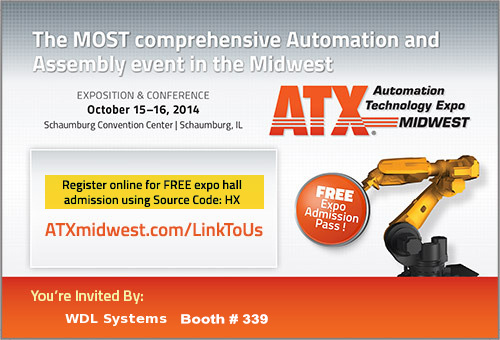 The MOST comprehensive Automation and
Assembly event in the Midwest
EXPOSITION & CONFERENCE
October 15–16, 2014
Schaumburg Convention Center | Schaumburg, IL
ATX®
Automation
Technology Expo
MIDWEST
Register online for FREE expo hall
admission using Source Code: HX
ATXmidwest.com/LinkToUs
FREE
Expo
Admission
Pass !
You're Invited By:
WDL Systems Booth # 339